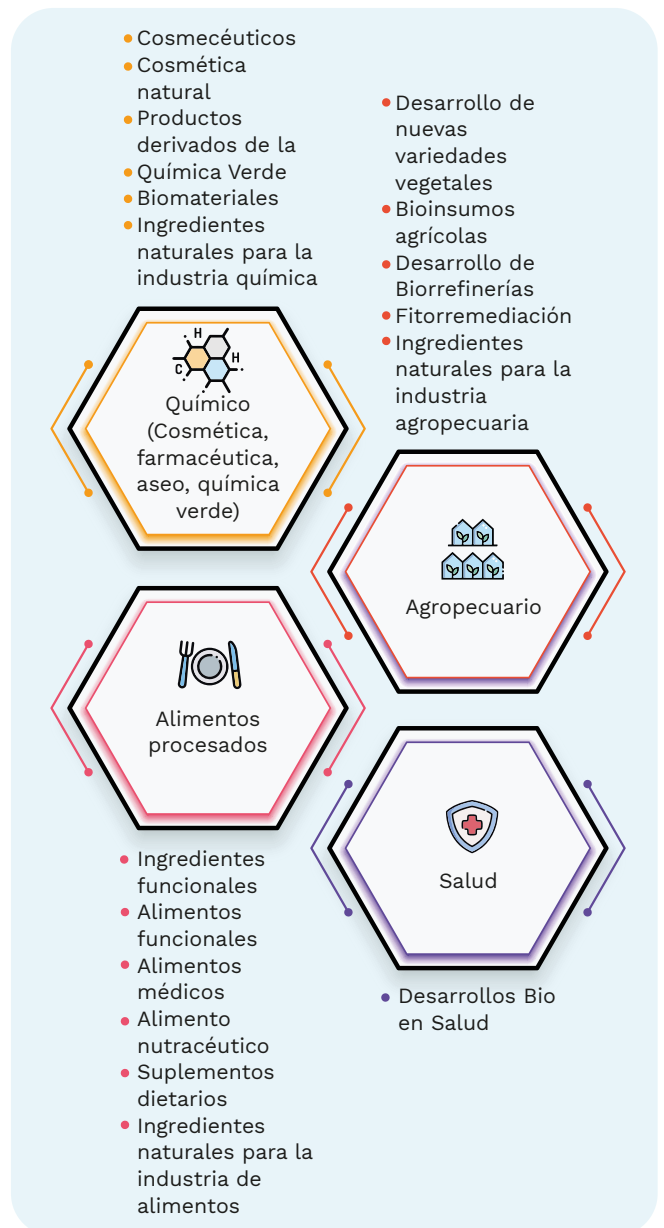 • Cosmecéuticos
• Cosmética
natural
• Productos
derivados de la
• Química Verde
• Biomateriales
• Ingredientes
naturales para la
industria química
H
H
C
Químico
(Cosmética,
farmacéutica,
aseo, química
verde)
• Desarrollo de
nuevas
variedades
vegetales
• Bioinsumos
agrícolas
• Desarrollo de
Biorrefinerías
• Fitorremediación
• Ingredientes
naturales para la
industria
agropecuaria
Agropecuario
Alimentos
procesados
• Ingredientes
funcionales
• Alimentos
funcionales
• Alimentos
médicos
• Alimento
nutracéutico
• Suplementos
dietarios
• Ingredientes
naturales para la
industria de
alimentos
Salud
• Desarrollos Bio
en Salud